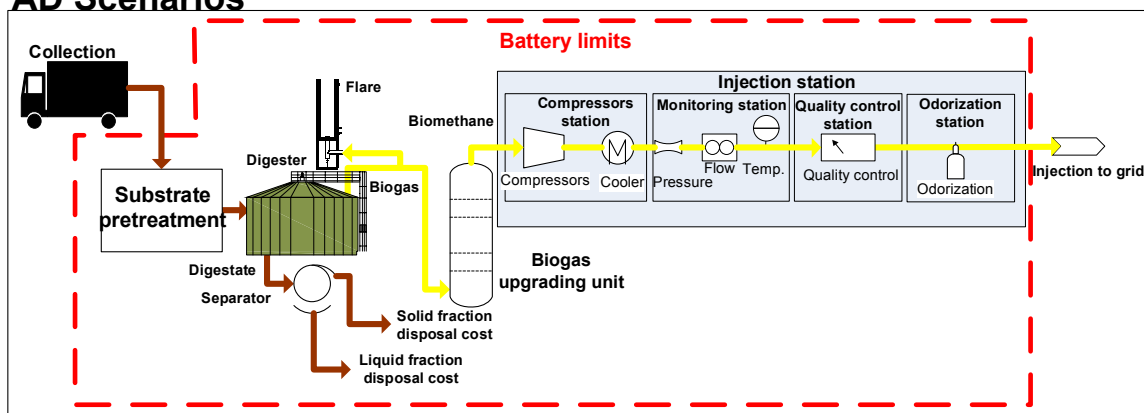 AD Scenarios
Battery limits
Collection
Injection station
Flare
Compressors
station
Monitoring station
Quality control
station
Odorization
station
Biomethane
Digester
Biogas
Substrate
pretreatment
Compressors
M
Cooler
Pressure
Flow
Temp.
Quality control
Odorization
Injection to grid
Digestate
Separator
Biogas
upgrading unit
Solid fraction
disposal cost
Liquid fraction
disposal cost